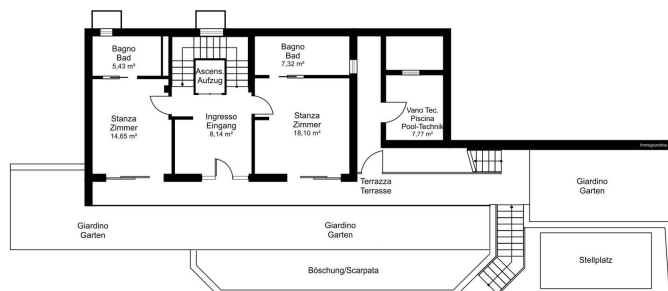 Bagno
Bad
5,43 m²
Ascens.
Aufzug
Bagno
Bad
7,32 m²
Stanza
Zimmer
14,65 m²
Ingresso
Eingang
8,14 m²
Stanza
Zimmer
18,10 m²
Vano Tec.
Piscina
Pool-Technik
7,77 m²
Terrazza
Terrasse
Giardino
Garten
Giardino
Garten
Giardino
Garten
Böschung/Scarpata
Stellplatz